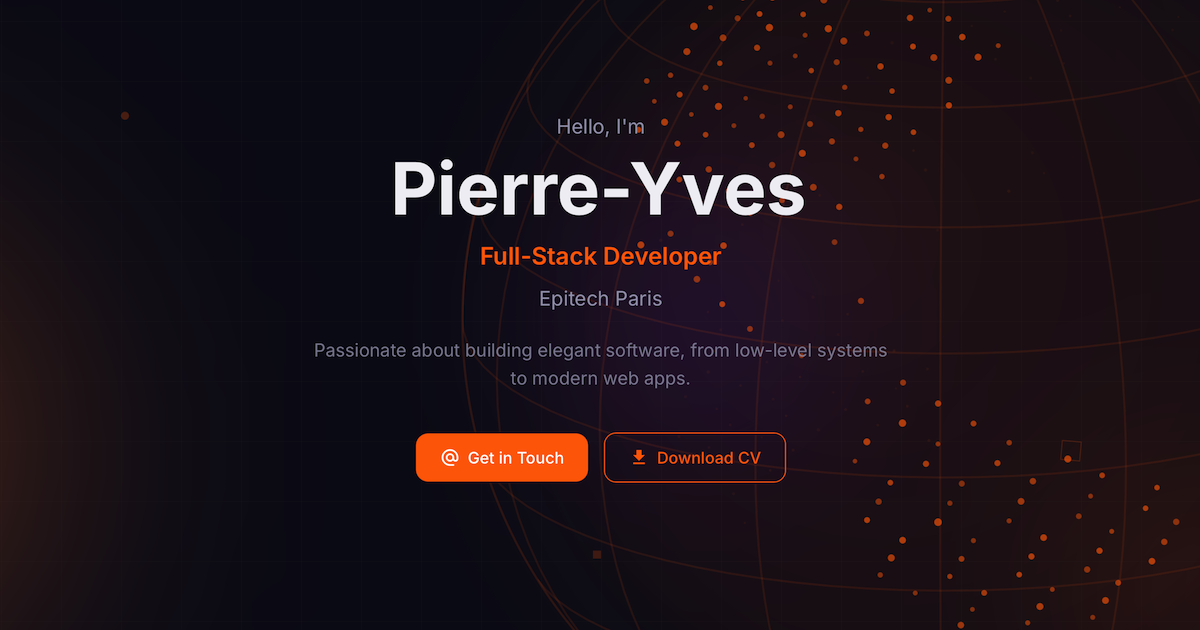 Hello, I'm
Pierre-Yves
Full-Stack Developer
Epitech Paris
Passionate about building elegant software, from low-level systems
to modern web apps.
Get in Touch
Download CV